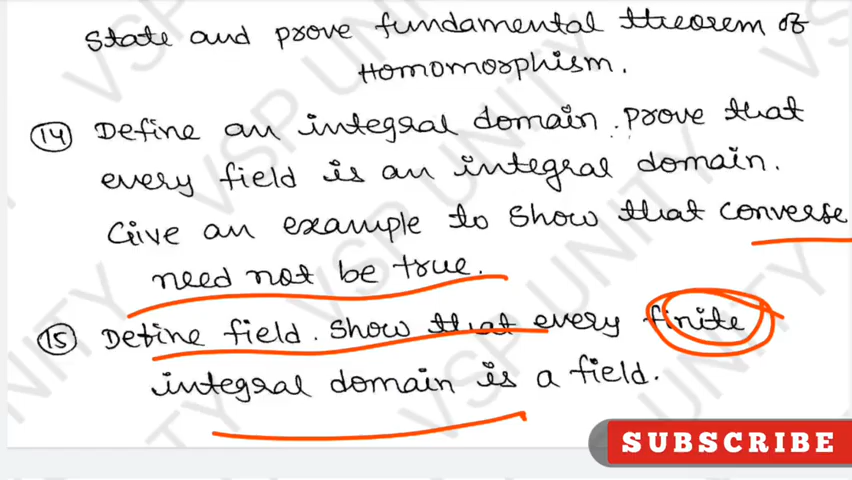 State and prove fundamental theorem of
Homomorphism.
14 Define an integral domain. prove that
every field is an integral domain.
Give an example to show that converse
need not be true.
15 Define field. Show that every finite
integral domain is a field.
SUBSCRIBE
VSP UNITY